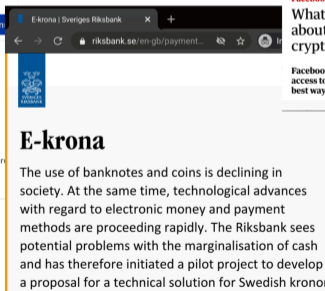 E-krona | Sveriges Riksbank
riksbank.se/en-gb/payment...
What
about
crypt
Faceboo
access to
best way
SVERIGES
RIKSBANK
E-krona
The use of banknotes and coins is declining in
society. At the same time, technological advances
with regard to electronic money and payment
methods are proceeding rapidly. The Riksbank sees
potential problems with the marginalisation of cash
and has therefore initiated a pilot project to develop
a proposal for a technical solution for Swedish krono